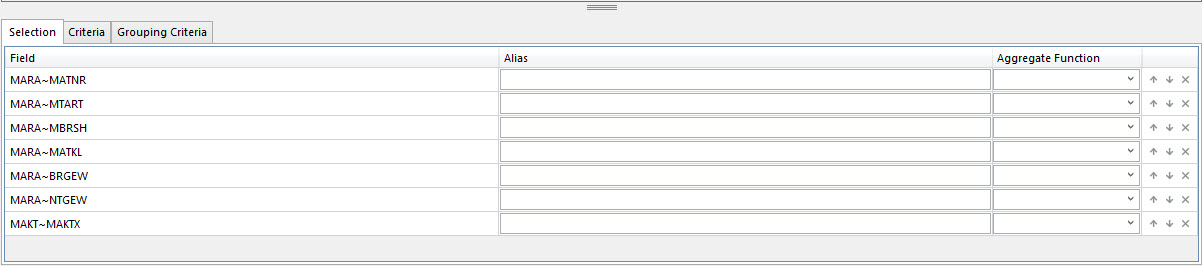 Selection Criteria Grouping Criteria
Field Alias Aggregate Function
MARA~MATNR
MARA~MTART
MARA~MBRSH
MARA~MATKL
MARA~BRGEW
MARA~NTGEW
MAKT~MAKTX